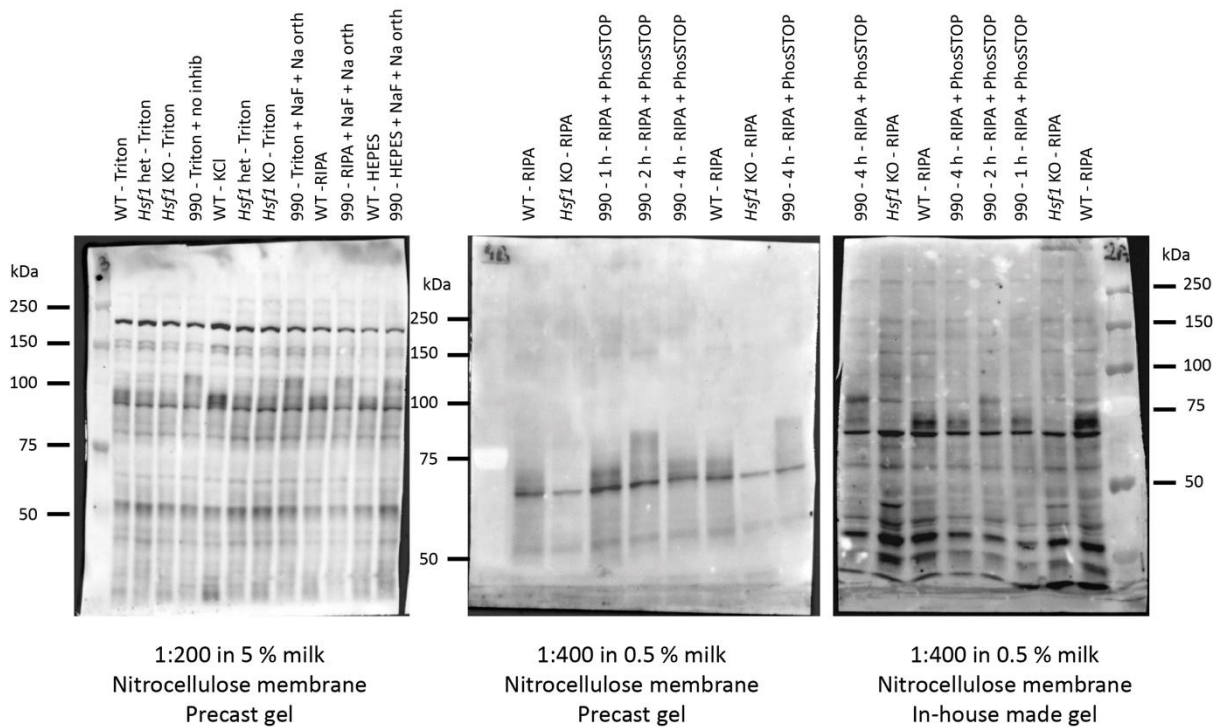 WT - Triton
Hsf1 het - Triton
Hsf1 KO - Triton
990 - Triton + no inhib
WT - KCl
Hsf1 het - Triton
Hsf1 KO - Triton
990 - Triton + NaF + Na orth
WT -RIPA
990 - RIPA + NaF + Na orth
WT - HEPES
990 - HEPES + NaF + Na orth
kDa
250
150
100
75
50
3
1:200 in 5 % milk
Nitrocellulose membrane
Precast gel
WT - RIPA
Hsf1 KO - RIPA
990 - 1 h - RIPA + PhosSTOP
990 - 2 h - RIPA + PhosSTOP
990 - 4 h - RIPA + PhosSTOP
WT - RIPA
Hsf1 KO - RIPA
990 - 4 h - RIPA + PhosSTOP
kDa
250
150
100
75
50
1:400 in 0.5 % milk
Nitrocellulose membrane
Precast gel
990 - 4 h - RIPA + PhosSTOP
Hsf1 KO - RIPA
WT - RIPA
990 - 4 h - RIPA + PhosSTOP
990 - 2 h - RIPA + PhosSTOP
990 - 1 h - RIPA + PhosSTOP
Hsf1 KO - RIPA
WT - RIPA
kDa
250
150
100
75
50
1:400 in 0.5 % milk
Nitrocellulose membrane
In-house made gel